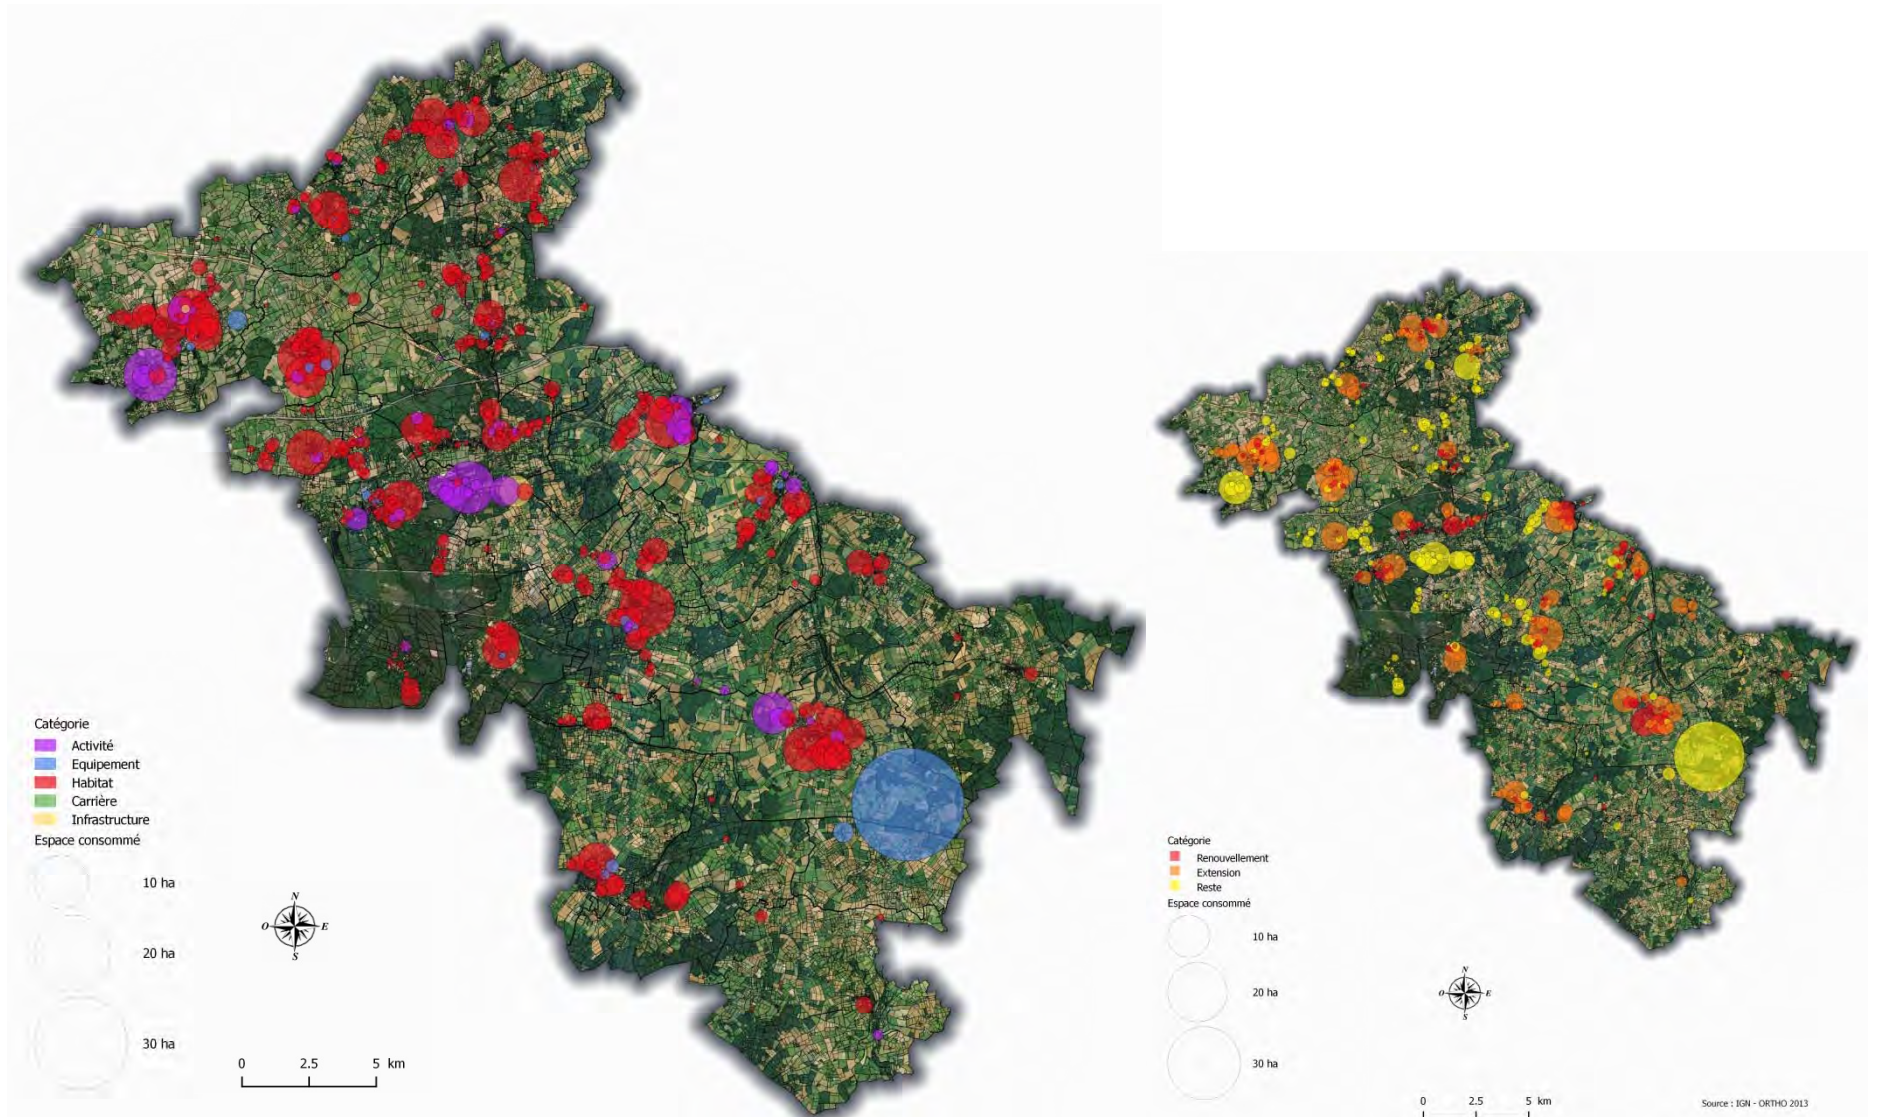 Catégorie
Activité
Equipement
Habitat
Carrière
Infrastructure
Espace consommé
10 ha
20 ha
30 ha
N
O E
S
0 2.5 5 km
Catégorie
Renouvellement
Extension
Reste
Espace consommé
10 ha
20 ha
30 ha
N
O E
S
0 2.5 5 km
Source : IGN - ORTHO 2013